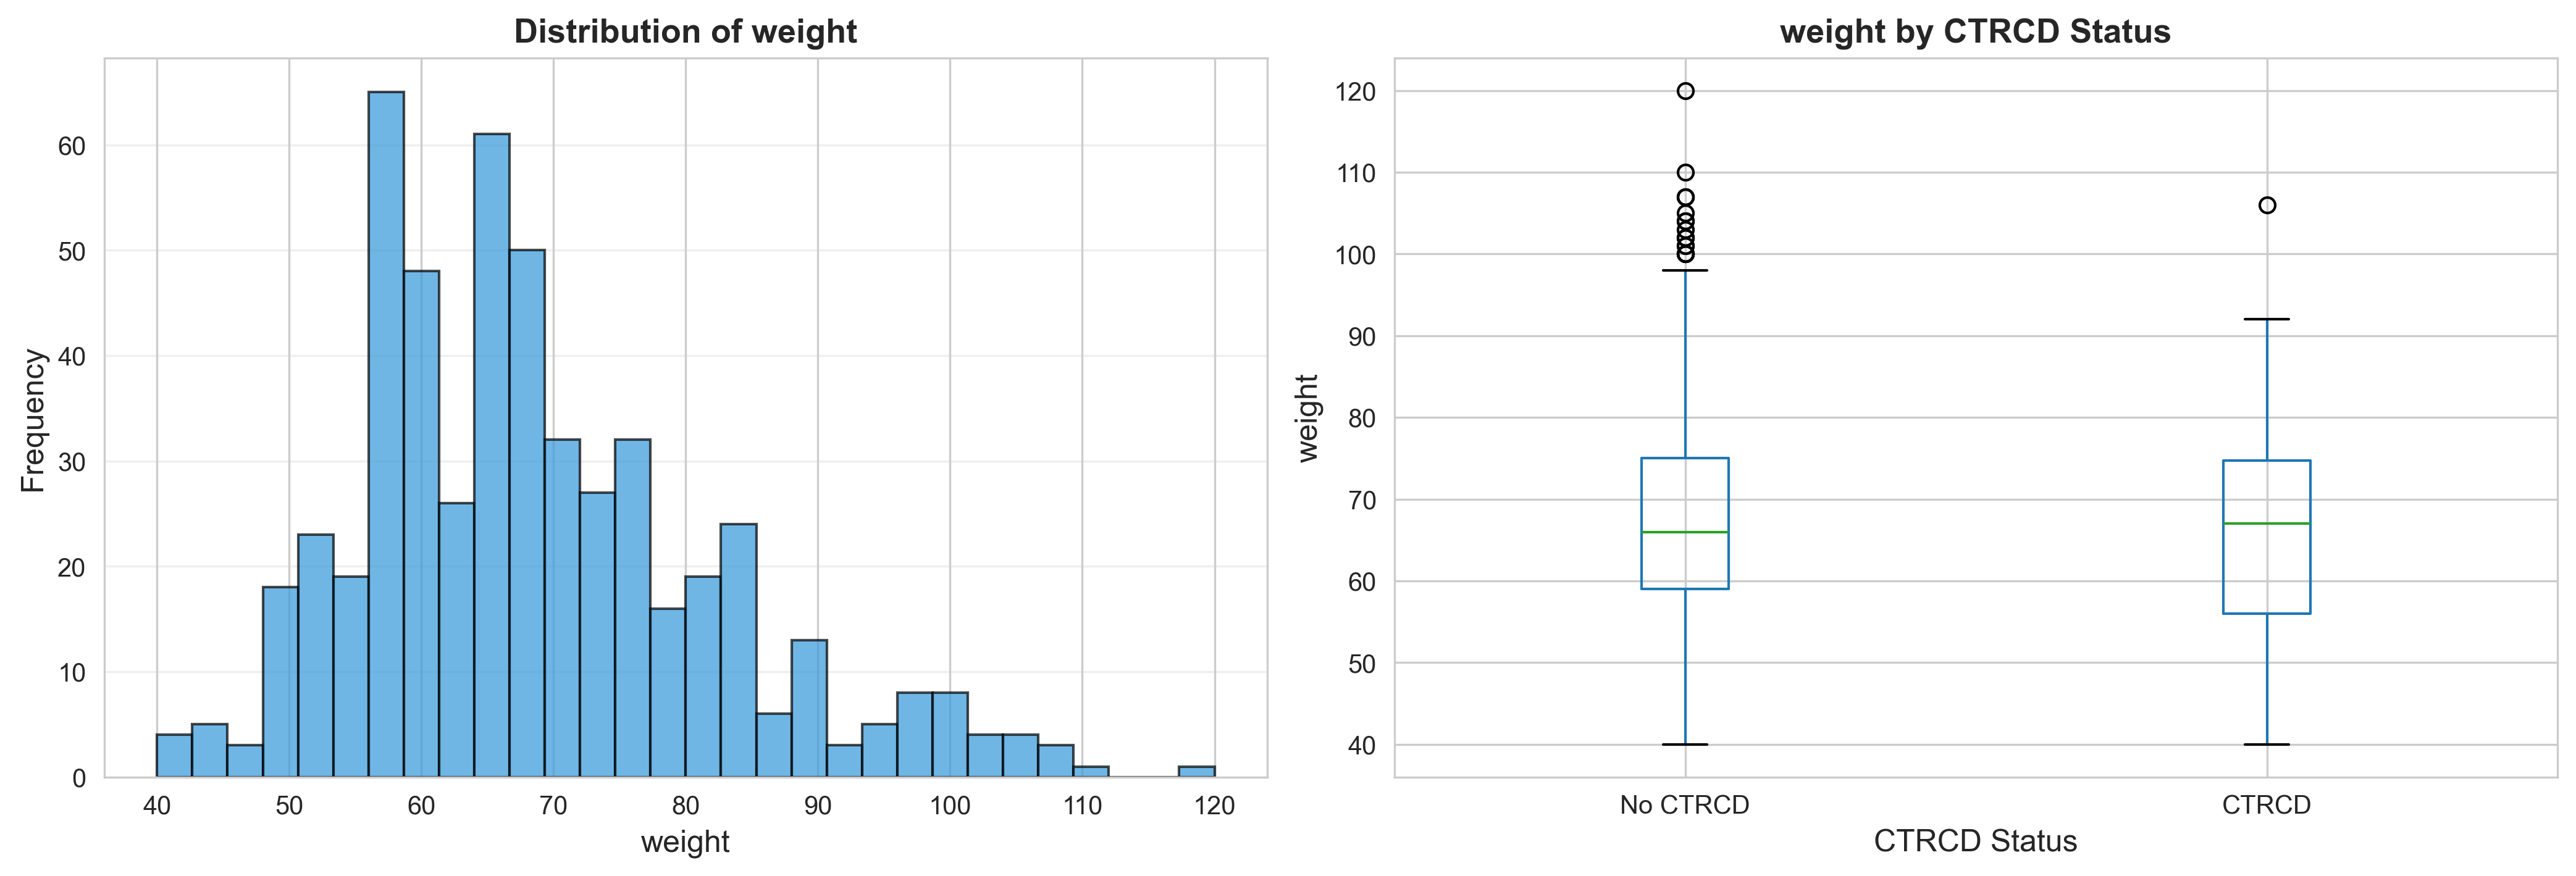 Distribution of weight
Frequency
60
50
40
30
20
10
0
40 50 60 70 80 90 100 110 120
weight
weight by CTRCD Status
weight
120
110
100
90
80
70
60
50
40
No CTRCD CTRCD
CTRCD Status